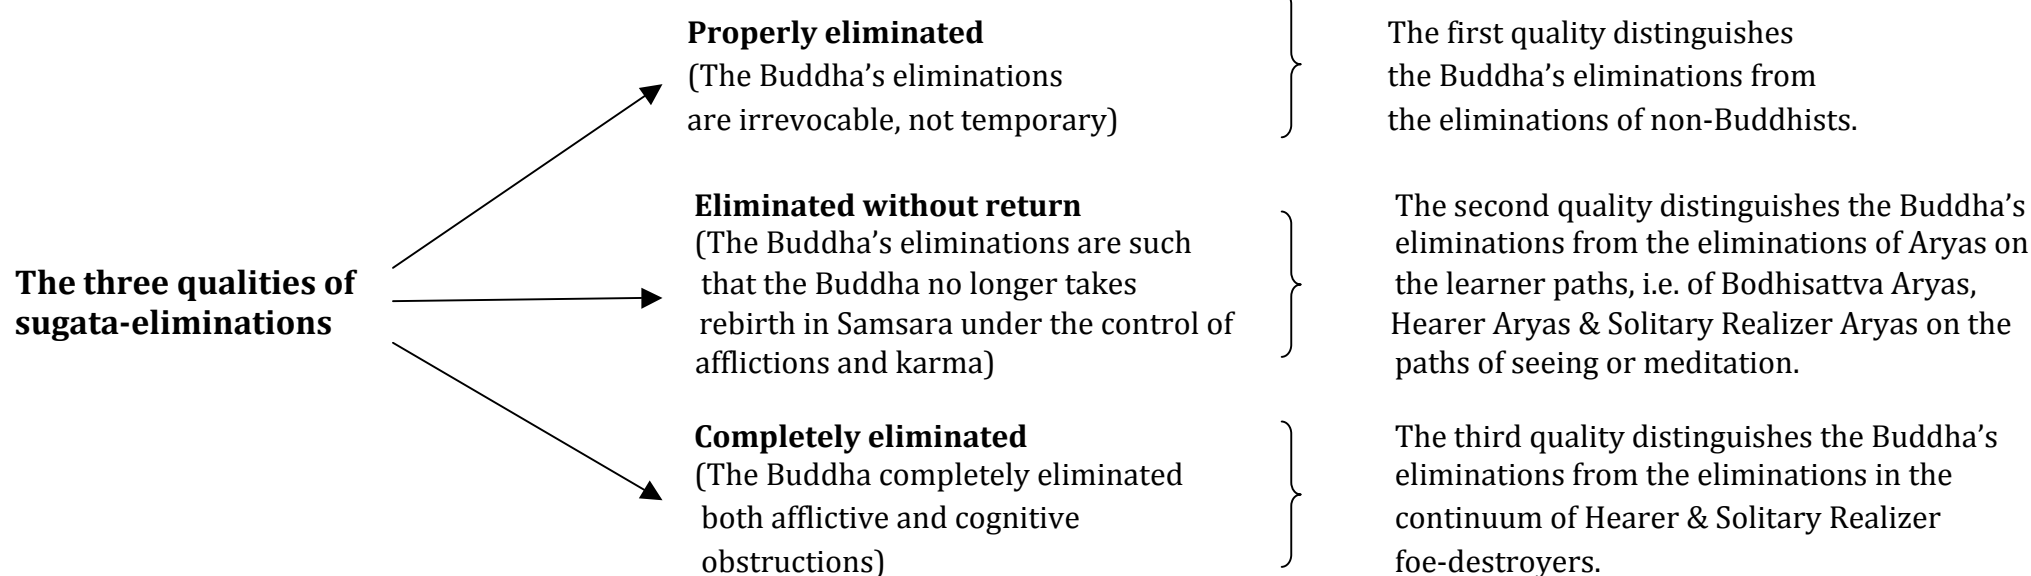 The three qualities of
sugata-eliminations
Properly eliminated
(The Buddha’s eliminations
are irrevocable, not temporary)
The first quality distinguishes
the Buddha’s eliminations from
the eliminations of non-Buddhists.
Eliminated without return
(The Buddha’s eliminations are such
that the Buddha no longer takes
rebirth in Samsara under the control of
afflictions and karma)
The second quality distinguishes the Buddha’s
eliminations from the eliminations of Aryas on
the learner paths, i.e. of Bodhisattva Aryas,
Hearer Aryas & Solitary Realizer Aryas on the
paths of seeing or meditation.
Completely eliminated
(The Buddha completely eliminated
both afflictive and cognitive
obstructions)
The third quality distinguishes the Buddha’s
eliminations from the eliminations in the
continuum of Hearer & Solitary Realizer
foe-destroyers.